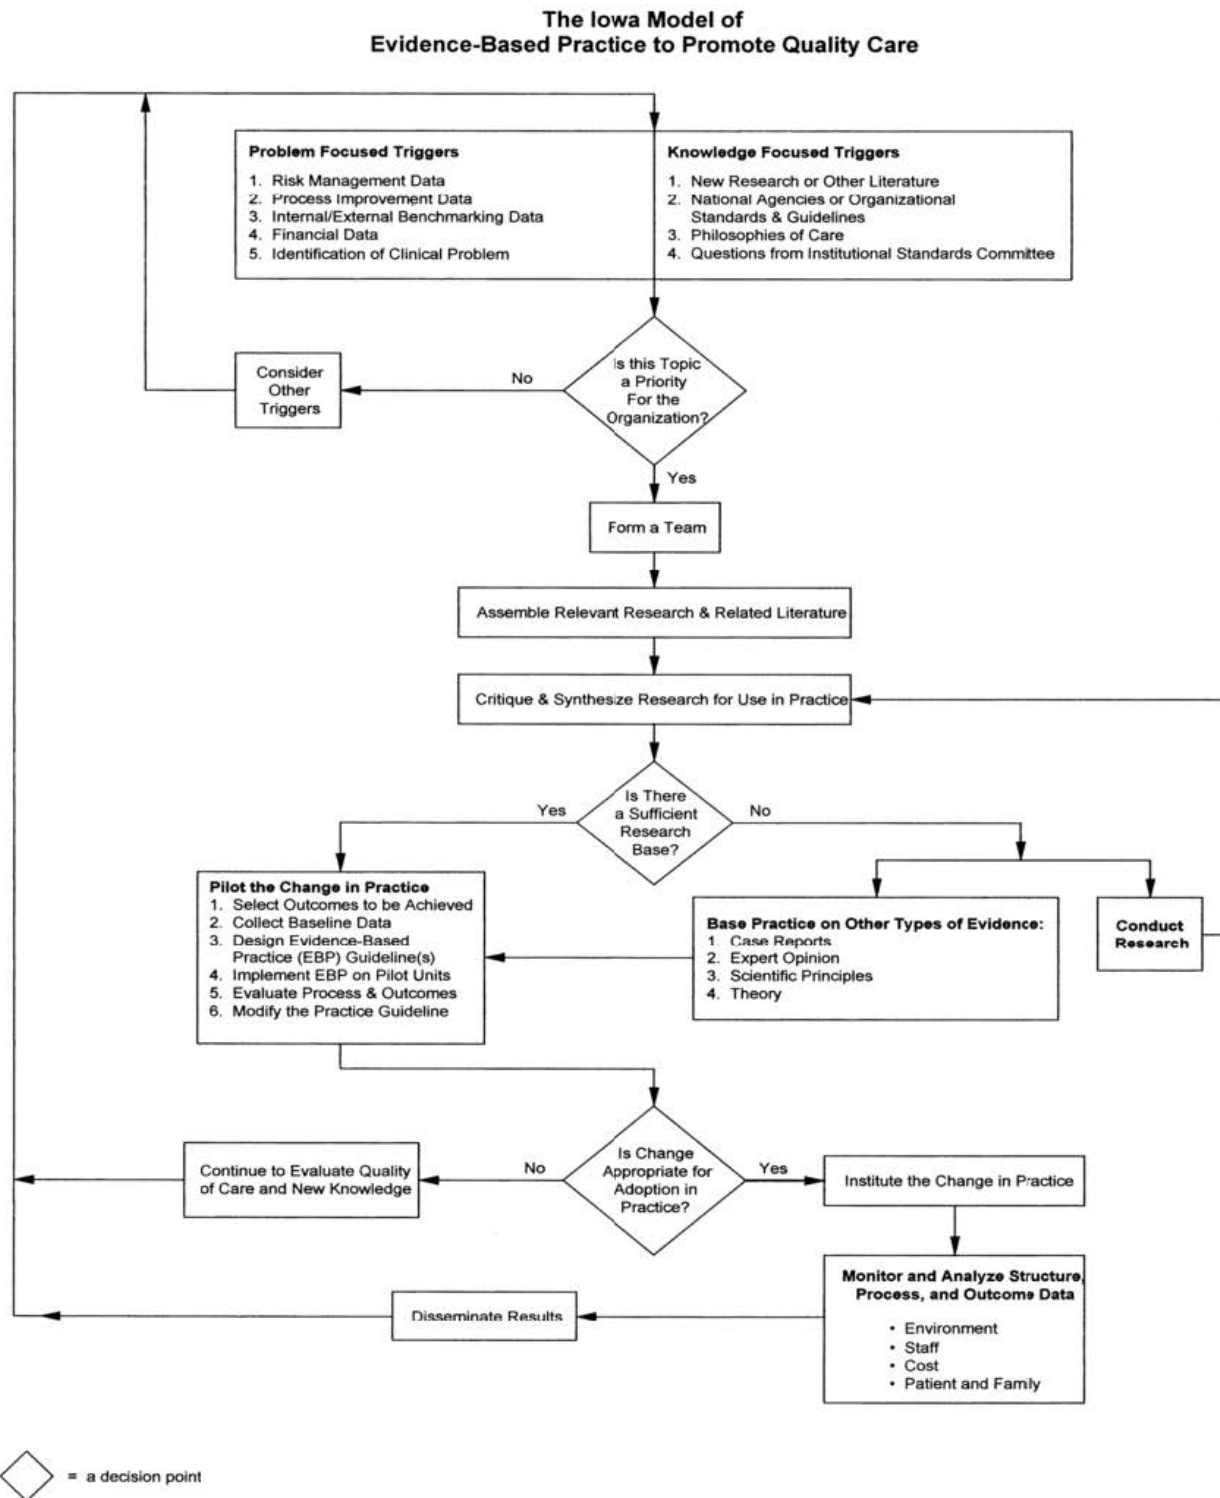 The Iowa Model of
Evidence-Based Practice to Promote Quality Care
Problem Focused Triggers
1. Risk Management Data
2. Process Improvement Data
3. Internal/External Benchmarking Data
4. Financial Data
5. Identification of Clinical Problem
Knowledge Focused Triggers
1. New Research or Other Literature
2. National Agencies or Organizational
Standards & Guidelines
3. Philosophies of Care
4. Questions from Institutional Standards Committee
Consider
Other
Triggers
No
Is this Topic
a Priority
For the
Organization?
Yes
Form a Team
Assemble Relevant Research & Related Literature
Critique & Synthesize Research for Use in Practice
Yes
Is There
a Sufficient
Research
Base?
No
Pilot the Change in Practice
1. Select Outcomes to be Achieved
2. Collect Baseline Data
3. Design Evidence-Based
Practice (EBP) Guideline(s)
4. Implement EBP on Pilot Units
5. Evaluate Process & Outcomes
6. Modify the Practice Guideline
Base Practice on Other Types of Evidence:
1. Case Reports
2. Expert Opinion
3. Scientific Principles
4. Theory
Conduct
Research
Continue to Evaluate Quality
of Care and New Knowledge
No
Is Change
Appropriate for
Adoption in
Practice?
Yes
Institute the Change in Practice
Monitor and Analyze Structure,
Process, and Outcome Data
• Environment
• Staff
• Cost
• Patient and Family
Disseminate Results
= a decision point